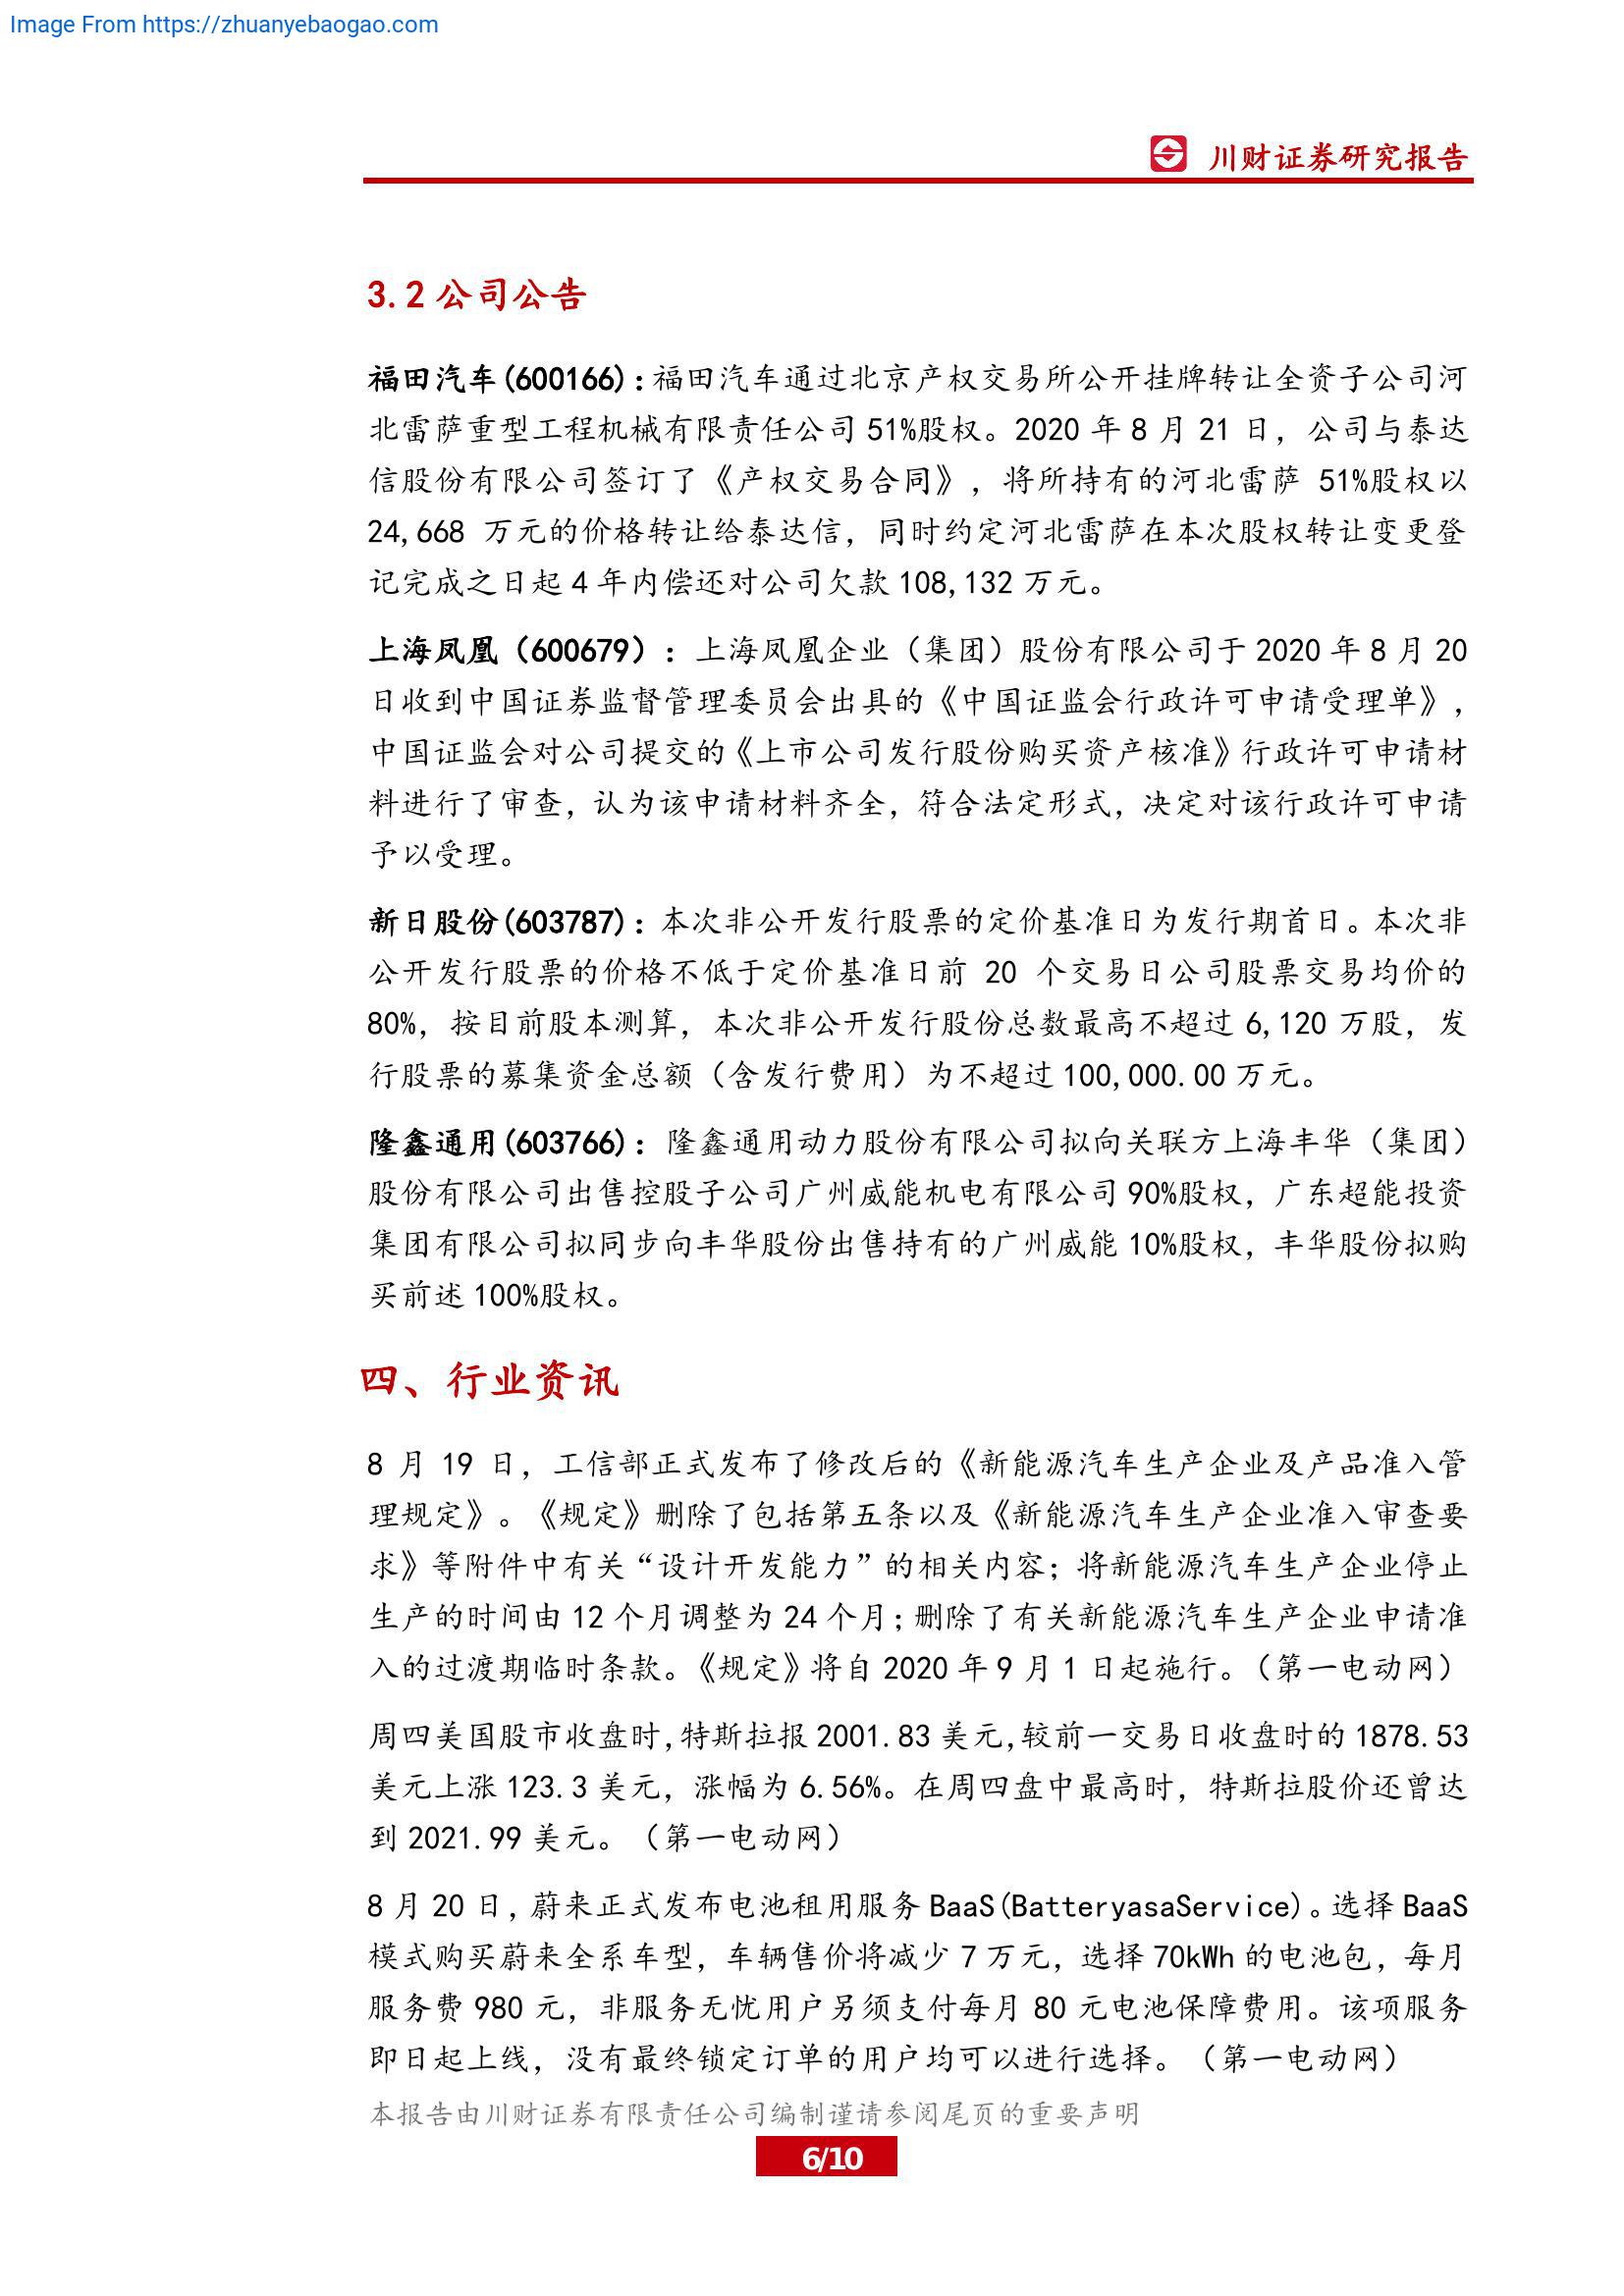 Image From https://zhuanyebaogao.com
川财证券研究报告
3.2 公司公告
福田汽车(600166):福田汽车通过北京产权交易所公开挂牌转让全资子公司河
北雷萨重型工程机械有限责任公司 51%股权。2020 年 8 月 21 日，公司与泰达
信股份有限公司签订了《产权交易合同》，将所持有的河北雷萨 51%股权以
24,668 万元的价格转让给泰达信，同时约定河北雷萨在本次股权转让变更登
记完成之日起 4 年内偿还对公司欠款 108,132 万元。
上海凤凰（600679）：上海凤凰企业（集团）股份有限公司于 2020 年 8 月 20
日收到中国证券监督管理委员会出具的《中国证监会行政许可申请受理单》，
中国证监会对公司提交的《上市公司发行股份购买资产核准》行政许可申请材
料进行了审查，认为该申请材料齐全，符合法定形式，决定对该行政许可申请
予以受理。
新日股份(603787)：本次非公开发行股票的定价基准日为发行期首日。本次非
公开发行股票的价格不低于定价基准日前 20 个交易日公司股票交易均价的
80%，按目前股本测算，本次非公开发行股份总数最高不超过 6,120 万股，发
行股票的募集资金总额（含发行费用）为不超过 100,000.00 万元。
隆鑫通用(603766)：隆鑫通用动力股份有限公司拟向关联方上海丰华（集团）
股份有限公司出售控股子公司广州威能机电有限公司 90%股权，广东超能投资
集团有限公司拟同步向丰华股份出售持有的广州威能 10%股权，丰华股份拟购
买前述 100%股权。
四、行业资讯
8 月 19 日，工信部正式发布了修改后的《新能源汽车生产企业及产品准入管
理规定》。《规定》删除了包括第五条以及《新能源汽车生产企业准入审查要
求》等附件中有关“设计开发能力”的相关内容；将新能源汽车生产企业停止
生产的时间由 12 个月调整为 24 个月；删除了有关新能源汽车生产企业申请准
入的过渡期临时条款。《规定》将自 2020 年 9 月 1 日起施行。（第一电动网）
周四美国股市收盘时,特斯拉报 2001.83 美元,较前一交易日收盘时的 1878.53
美元上涨 123.3 美元，涨幅为 6.56%。在周四盘中最高时，特斯拉股价还曾达
到 2021.99 美元。（第一电动网）
8 月 20 日，蔚来正式发布电池租用服务 BaaS(BatteryasaService)。选择 BaaS
模式购买蔚来全系车型，车辆售价将减少 7 万元，选择 70kWh 的电池包，每月
服务费 980 元，非服务无忧用户另须支付每月 80 元电池保障费用。该项服务
即日起上线，没有最终锁定订单的用户均可以进行选择。（第一电动网）
本报告由川财证券有限责任公司编制谨请参阅尾页的重要声明
6/10